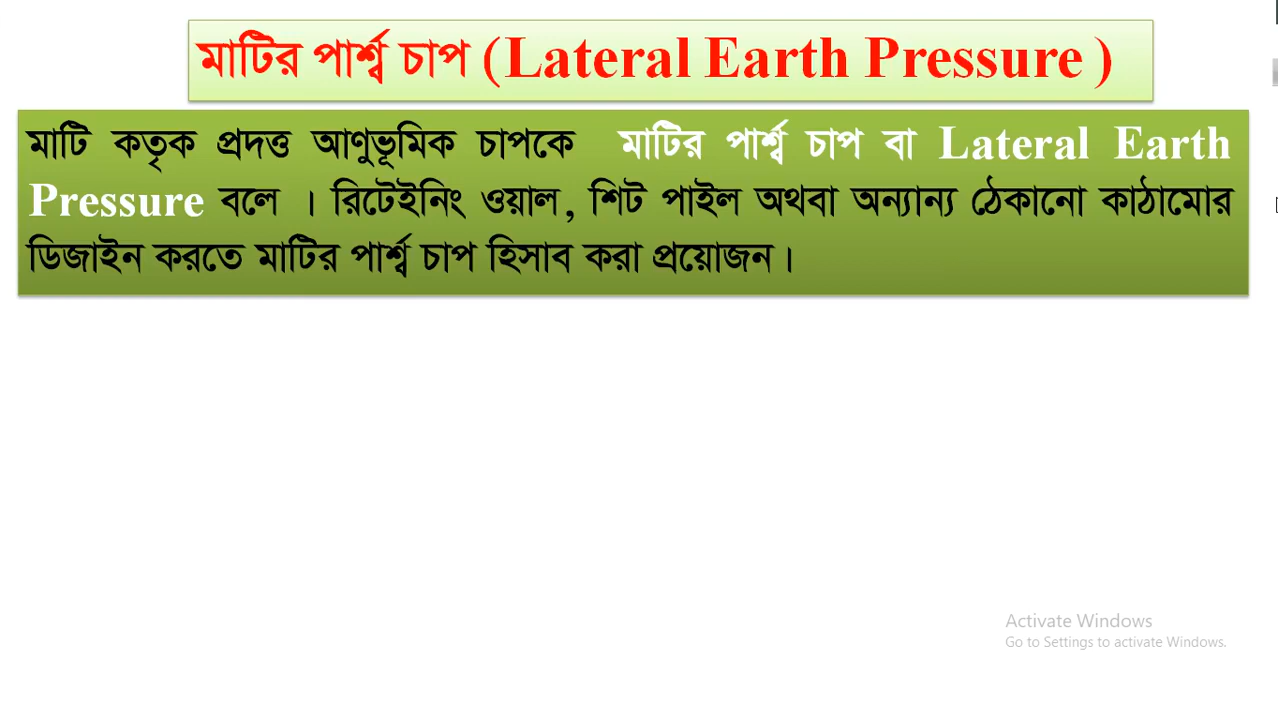 মাটির পার্শ্ব চাপ (Lateral Earth Pressure )
মাটি কতৃক প্রদত্ত আণুভূমিক চাপকে মাটির পার্শ্ব চাপ বা Lateral Earth
Pressure বলে । রিটেইনিং ওয়াল, শিট পাইল অথবা অন্যান্য ঠেকানো কাঠামোর
ডিজাইন করতে মাটির পার্শ্ব চাপ হিসাব করা প্রয়োজন।
Activate Windows
Go to Settings to activate Windows.